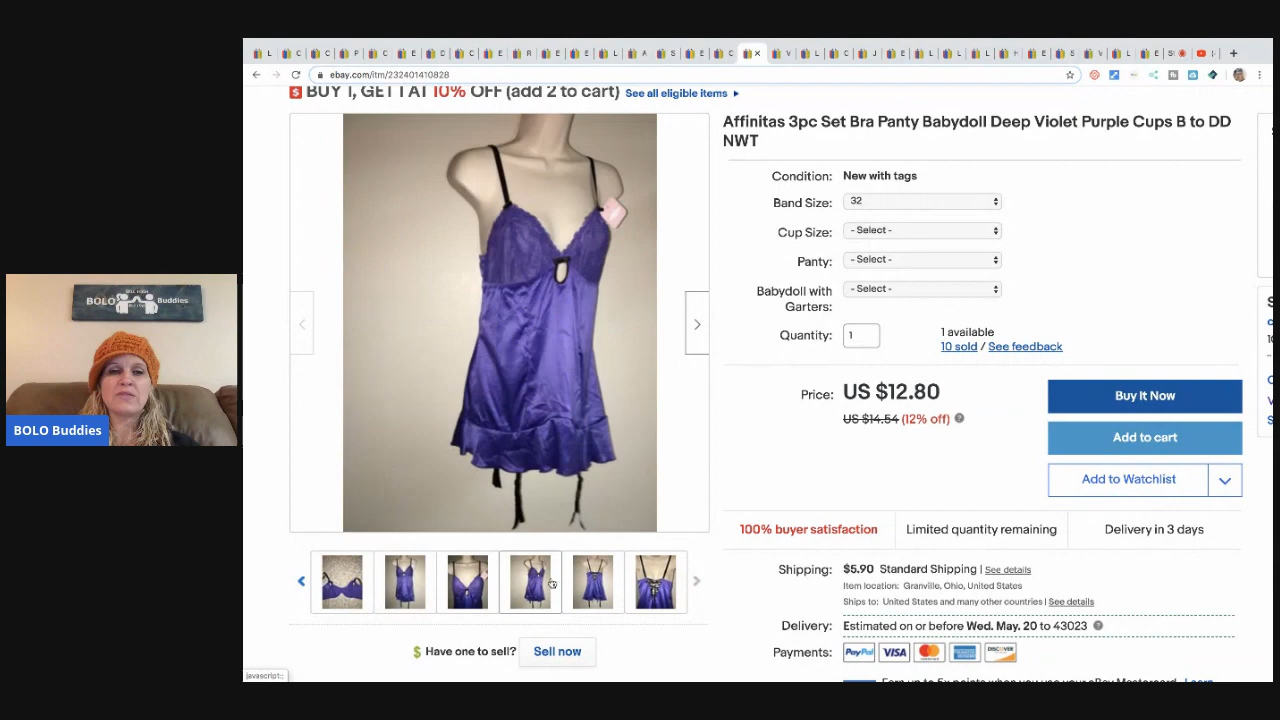 ebay.com/itm/232401410828
BUY 1, GET 1 AT 10% OFF (add 2 to cart) See all eligible items
Affinitas 3pc Set Bra Panty Babydoll Deep Violet Purple Cups B to DD
NWT
Condition: New with tags
Band Size: 32
Cup Size: - Select -
Panty: - Select -
Babydoll with
Garters: - Select -
Quantity: 1
1 available
10 sold / See feedback
Price: US $12.80
US $14.54 (12% off)
Buy It Now
Add to cart
Add to Watchlist
100% buyer satisfaction Limited quantity remaining Delivery in 3 days
Shipping: $5.90 Standard Shipping | See details
Item location: Granville, Ohio, United States
Ships to: United States and many other countries | See details
Delivery: Estimated on or before Wed. May. 20 to 43023
Payments: PayPal VISA
DISCOVER
$ Have one to sell? Sell now
javascript:;
BOLO Buddies
BOLO Buddies